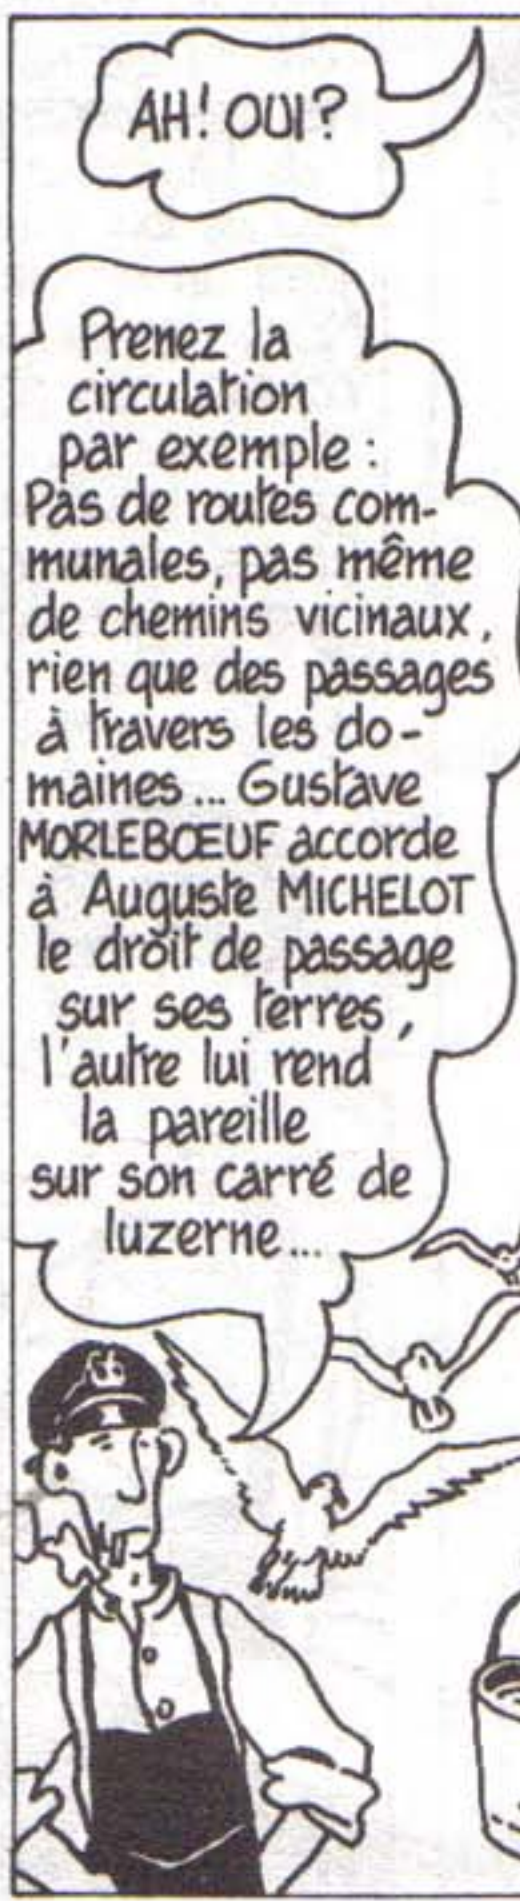 AH! OUI?
Prenez la
circulation
par exemple :
Pas de routes com-
munales, pas même
de chemins vicinaux,
rien que des passages
à travers les do-
maines... Gustave
MORLEBŒUF accorde
à Auguste MICHELOT
le droit de passage
sur ses terres,
l'autre lui rend
la pareille
sur son carré de
luzerne...